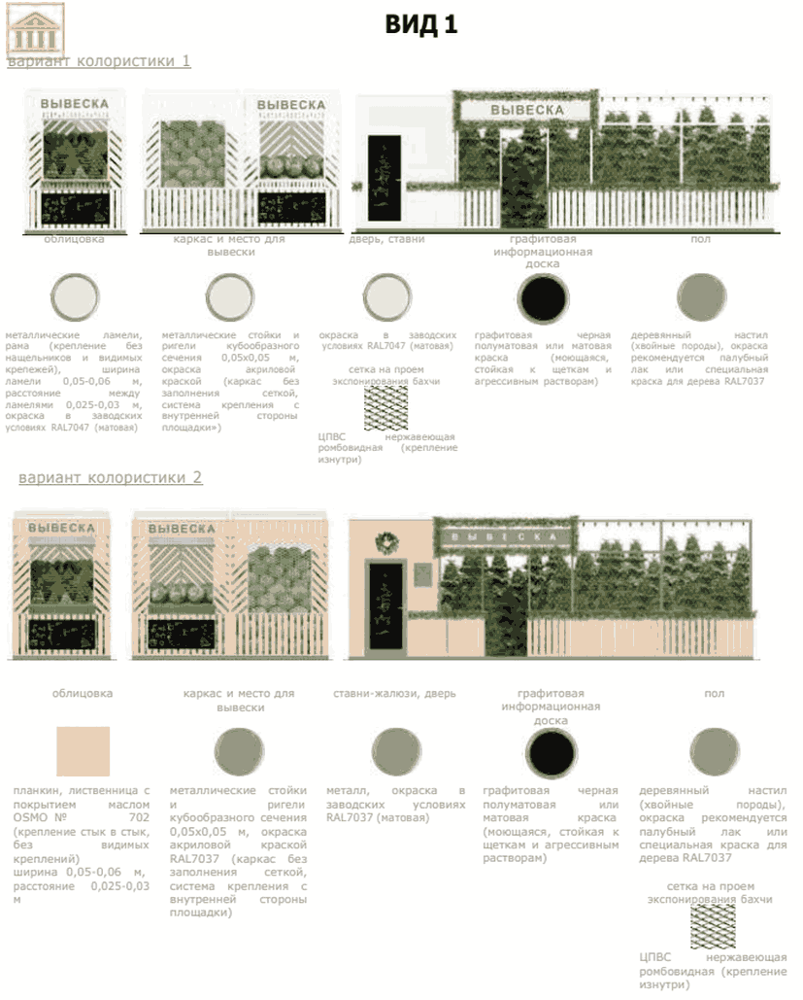 ВИД 1
вариант колористики 1
ВЫВЕСКА
ВЫВЕСКА
ВЫВЕСКА
облицовка
каркас и место для
вывески
дверь, ставни
графитовая
информационная
доска
пол
металлические ламели,
рама (крепление без
нащельников и видимых
крепежей), ширина
ламели 0,05-0,06 м,
расстояние между
ламелями 0,025-0,03 м,
окраска в заводских
условиях RAL7047 (матовая)
металлические стойки и
ригели кубообразного
сечения 0,05х0,05 м,
окраска акриловой
краской (каркас без
заполнения сеткой,
система крепления с
внутренней стороны
площадки»)
окраска в заводских
условиях RAL7047 (матовая)
сетка на проем
экспонирования бахчи
ЦПВС нержавеющая
ромбовидная (крепление
изнутри)
графитовая черная
полуматовая или матовая
краска (моющаяся,
стойкая к щеткам и
агрессивным растворам)
деревянный настил
(хвойные породы), окраска
рекомендуется палубный
лак или специальная
краска для дерева RAL7037
вариант колористики 2
ВЫВЕСКА
ВЫВЕСКА
ВЫВЕСКА
облицовка
каркас и место для
вывески
ставни-жалюзи, дверь
графитовая
информационная
доска
пол
планкин, лиственница с
покрытием маслом
OSMO № 702
(крепление стык в стык,
без видимых
креплений)
ширина 0,05-0,06 м,
расстояние 0,025-0,03
м
металлические стойки
и ригели
кубообразного сечения
0,05х0,05 м, окраска
акриловой краской
RAL7037 (каркас без
заполнения сеткой,
система крепления с
внутренней стороны
площадки)
металл, окраска в
заводских условиях
RAL7037 (матовая)
графитовая черная
полуматовая или
матовая краска
(моющаяся, стойкая к
щеткам и агрессивным
растворам)
деревянный настил
(хвойные породы),
окраска рекомендуется
палубный лак или
специальная краска для
дерева RAL7037
сетка на проем
экспонирования бахчи
ЦПВС нержавеющая
ромбовидная (крепление
изнутри)